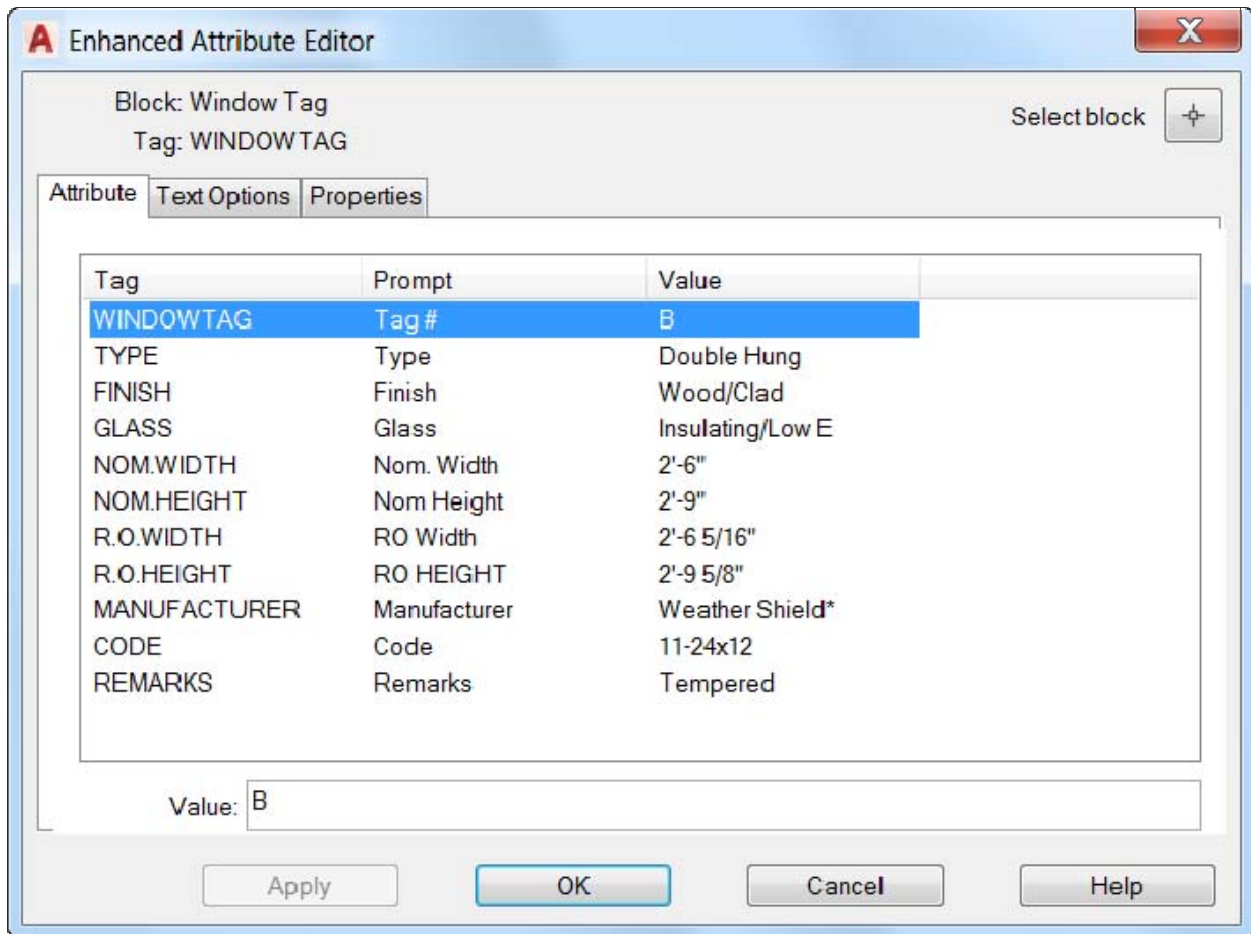 A Enhanced Attribute Editor X
Block: Window Tag
Tag: WINDOWTAG
Select block
Attribute Text Options Properties
Tag Prompt Value
WINDOWTAG Tag # B
TYPE Type Double Hung
FINISH Finish Wood/Clad
GLASS Glass Insulating/Low E
NOM.WIDTH Nom. Width 2'-6"
NOM.HEIGHT Nom Height 2'-9"
R.O.WIDTH RO Width 2'-6 5/16"
R.O.HEIGHT RO HEIGHT 2'-9 5/8"
MANUFACTURER Manufacturer Weather Shield*
CODE Code 11-24x12
REMARKS Remarks Tempered
Value: B
Apply OK Cancel Help